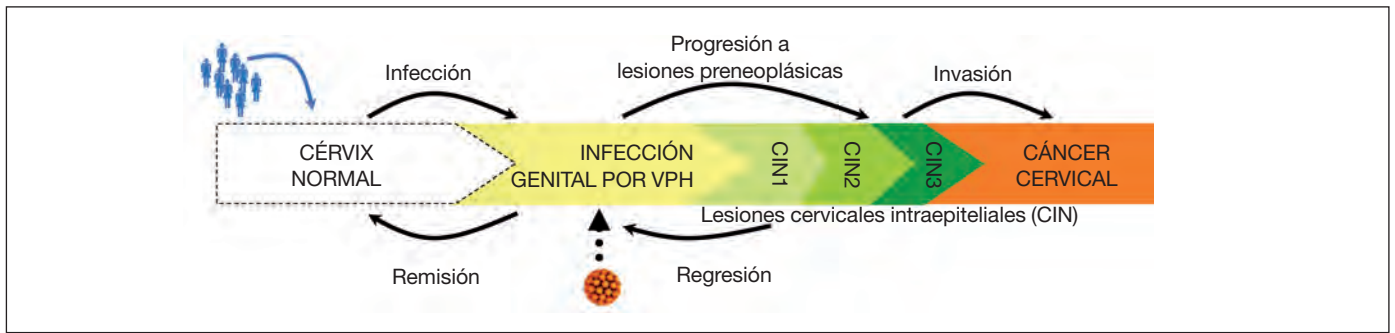 Progresión a
lesiones preneoplásicas
Infección
Invasión
CÉRVIX
NORMAL
INFECCIÓN
GENITAL POR VPH
CIN1
CIN2
CIN3
CÁNCER
CERVICAL
Lesiones cervicales intraepiteliales (CIN)
Remisión
Regresión